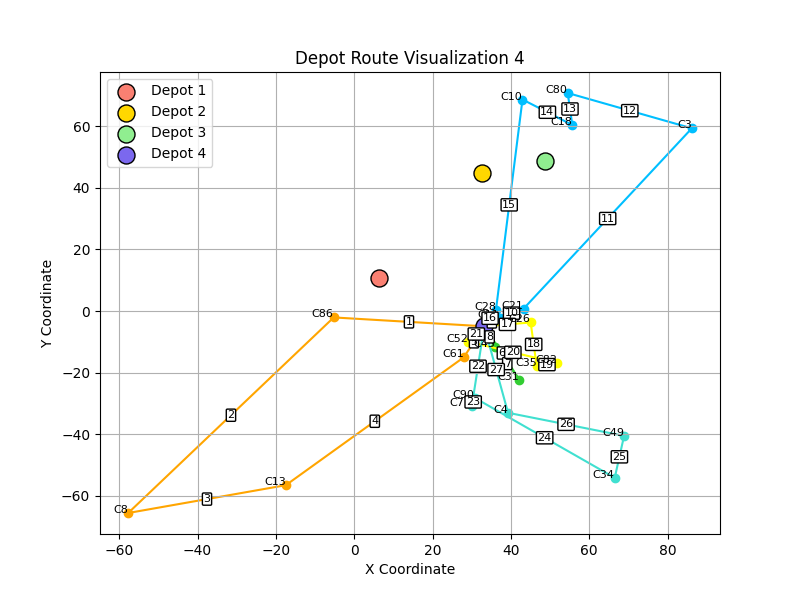 Depot Route Visualization 4
Depot 1
Depot 2
Depot 3
Depot 4
Y Coordinate
X Coordinate
60
40
20
0
−20
−40
−60
−60
−40
−20
0
20
40
60
80
C10
C80
C18
C3
14
13
12
15
11
C86
1
C28
C21
16
10
17
C26
21
8
C52
C61
18
20
C35
C83
19
7
22
27
C31
C90
C7
23
C4
26
C49
24
25
C34
2
4
C13
3
C8